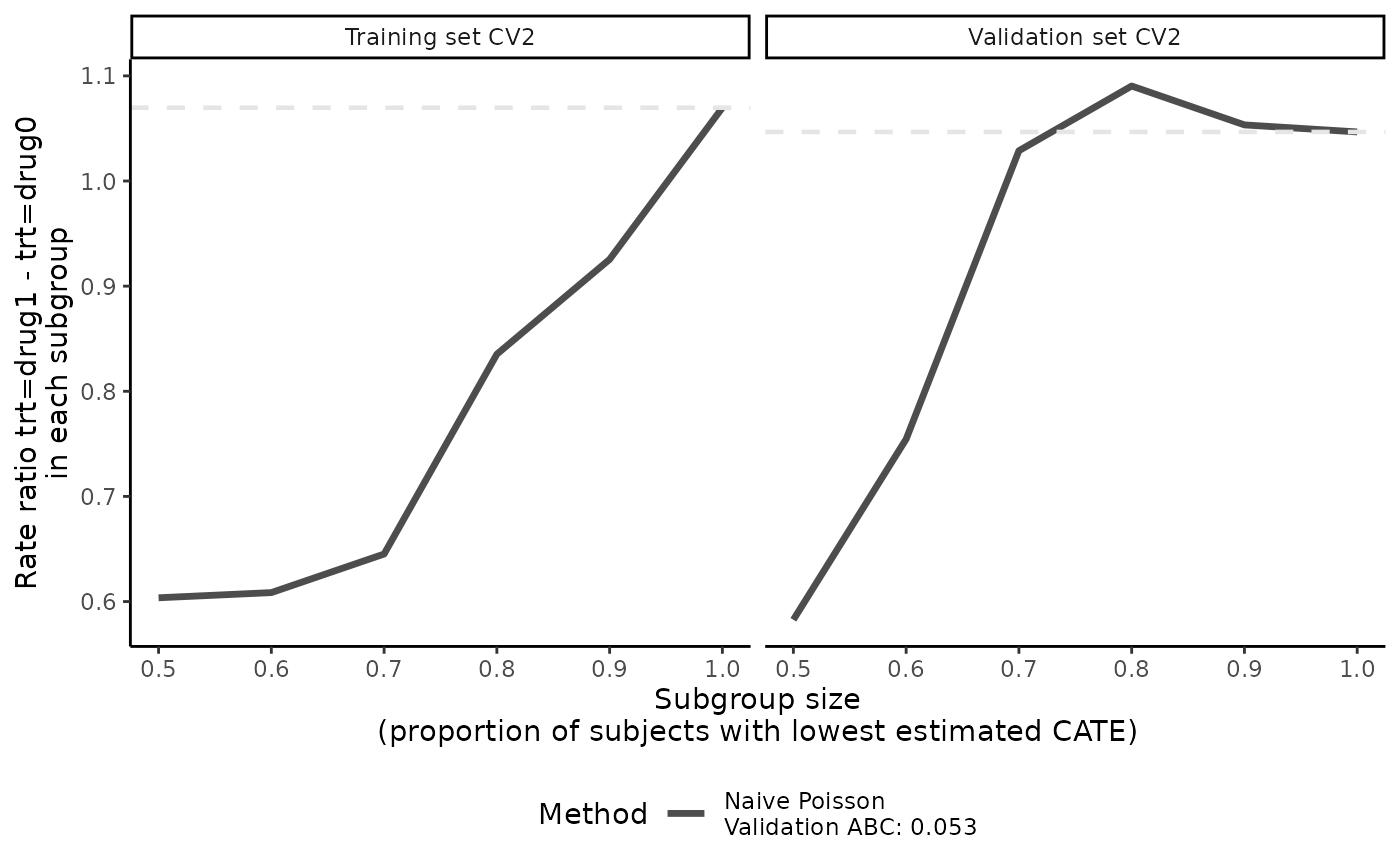 Training set CV2
Validation set CV2
Rate ratio trt=drug1 - trt=drug0
in each subgroup
1.1
1.0
0.9
0.8
0.7
0.6
0.5 0.6 0.7 0.8 0.9 1.0
0.5 0.6 0.7 0.8 0.9 1.0
Subgroup size
(proportion of subjects with lowest estimated CATE)
Method
Naive Poisson
Validation ABC: 0.053